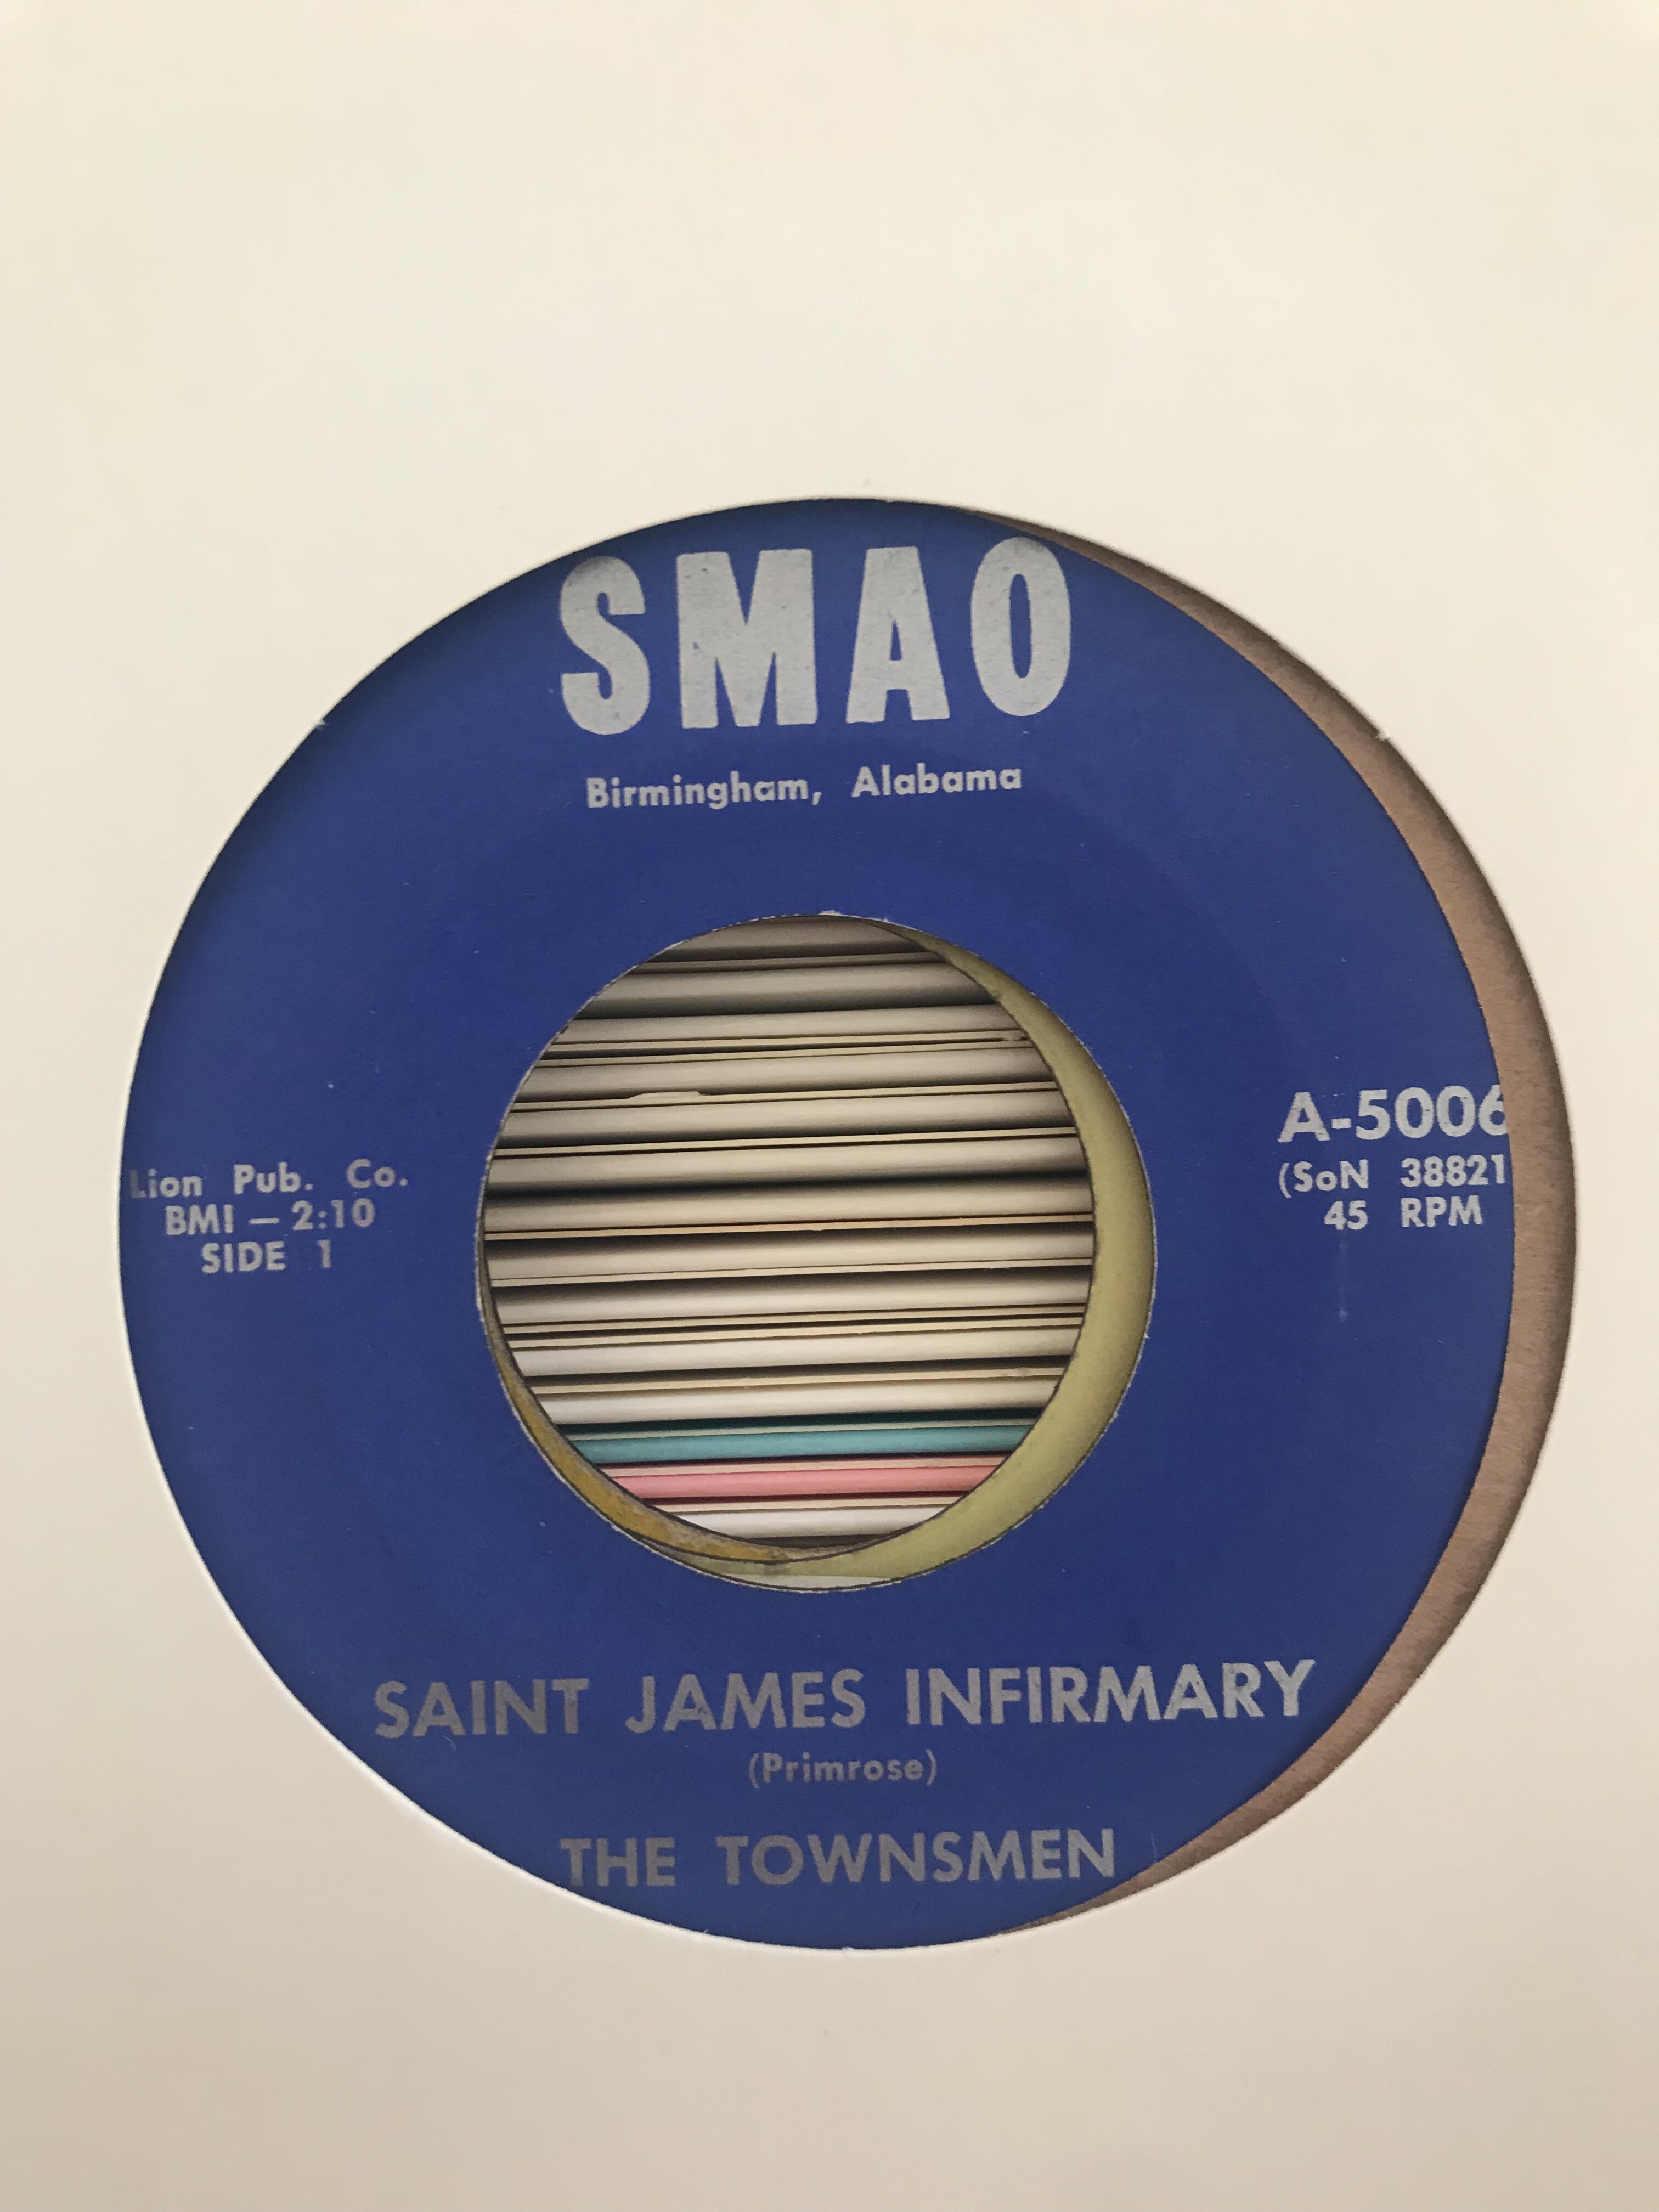 SMAO
Birmingham, Alabama
Lion Pub. Co.
BMI — 2:10
SIDE 1
A-5006
(SoN 38821
45 RPM
SAINT JAMES INFIRMARY
(Primrose)
THE TOWNSMEN